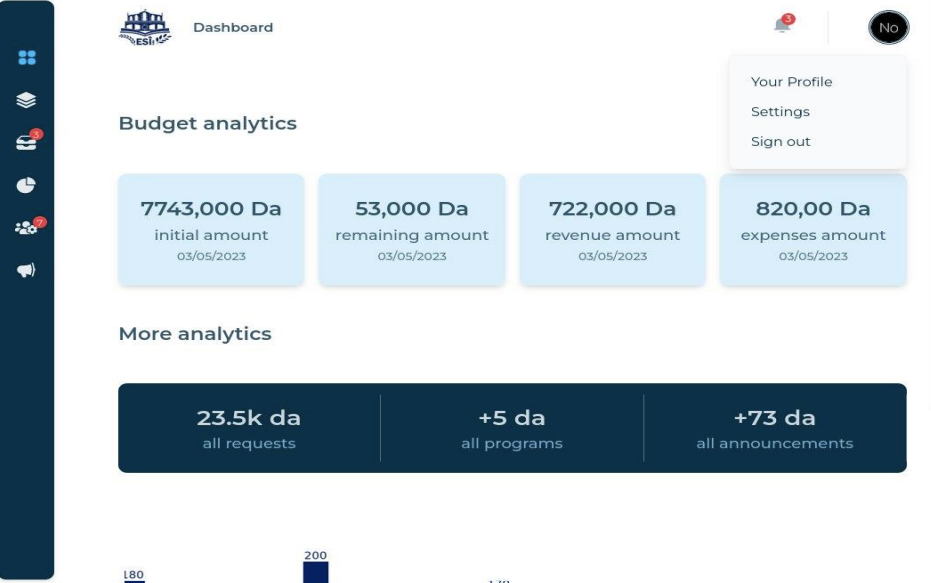 ESI
Dashboard
3
No
Your Profile
Settings
Sign out
3
7
Budget analytics
7743,000 Da
initial amount
03/05/2023
53,000 Da
remaining amount
03/05/2023
722,000 Da
revenue amount
03/05/2023
820,00 Da
expenses amount
03/05/2023
More analytics
23.5k da
all requests
+5 da
all programs
+73 da
all announcements
200
180